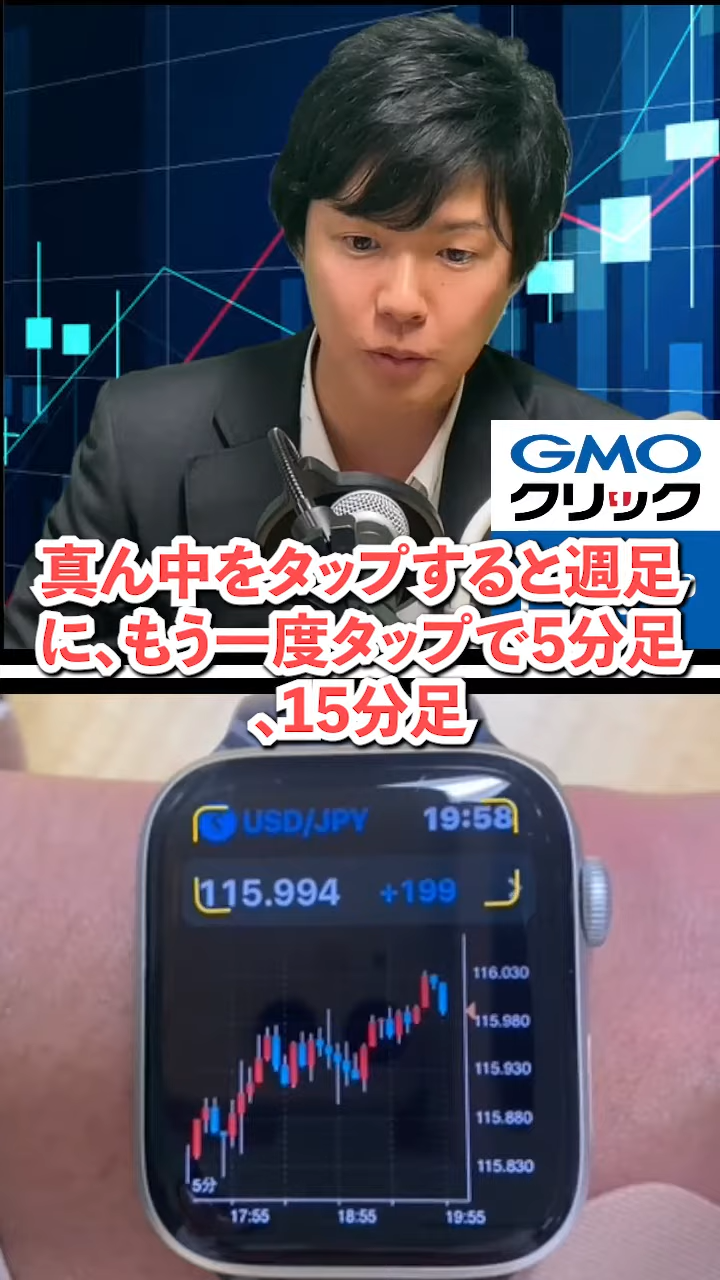 GMO
クリック
真ん中をタップすると週足
に、もう一度タップで5分足
、15分足
USD/JPY 19:58
115.994 +199
116.030
115.980
115.930
115.880
115.830
5分
17:55 18:55 19:55